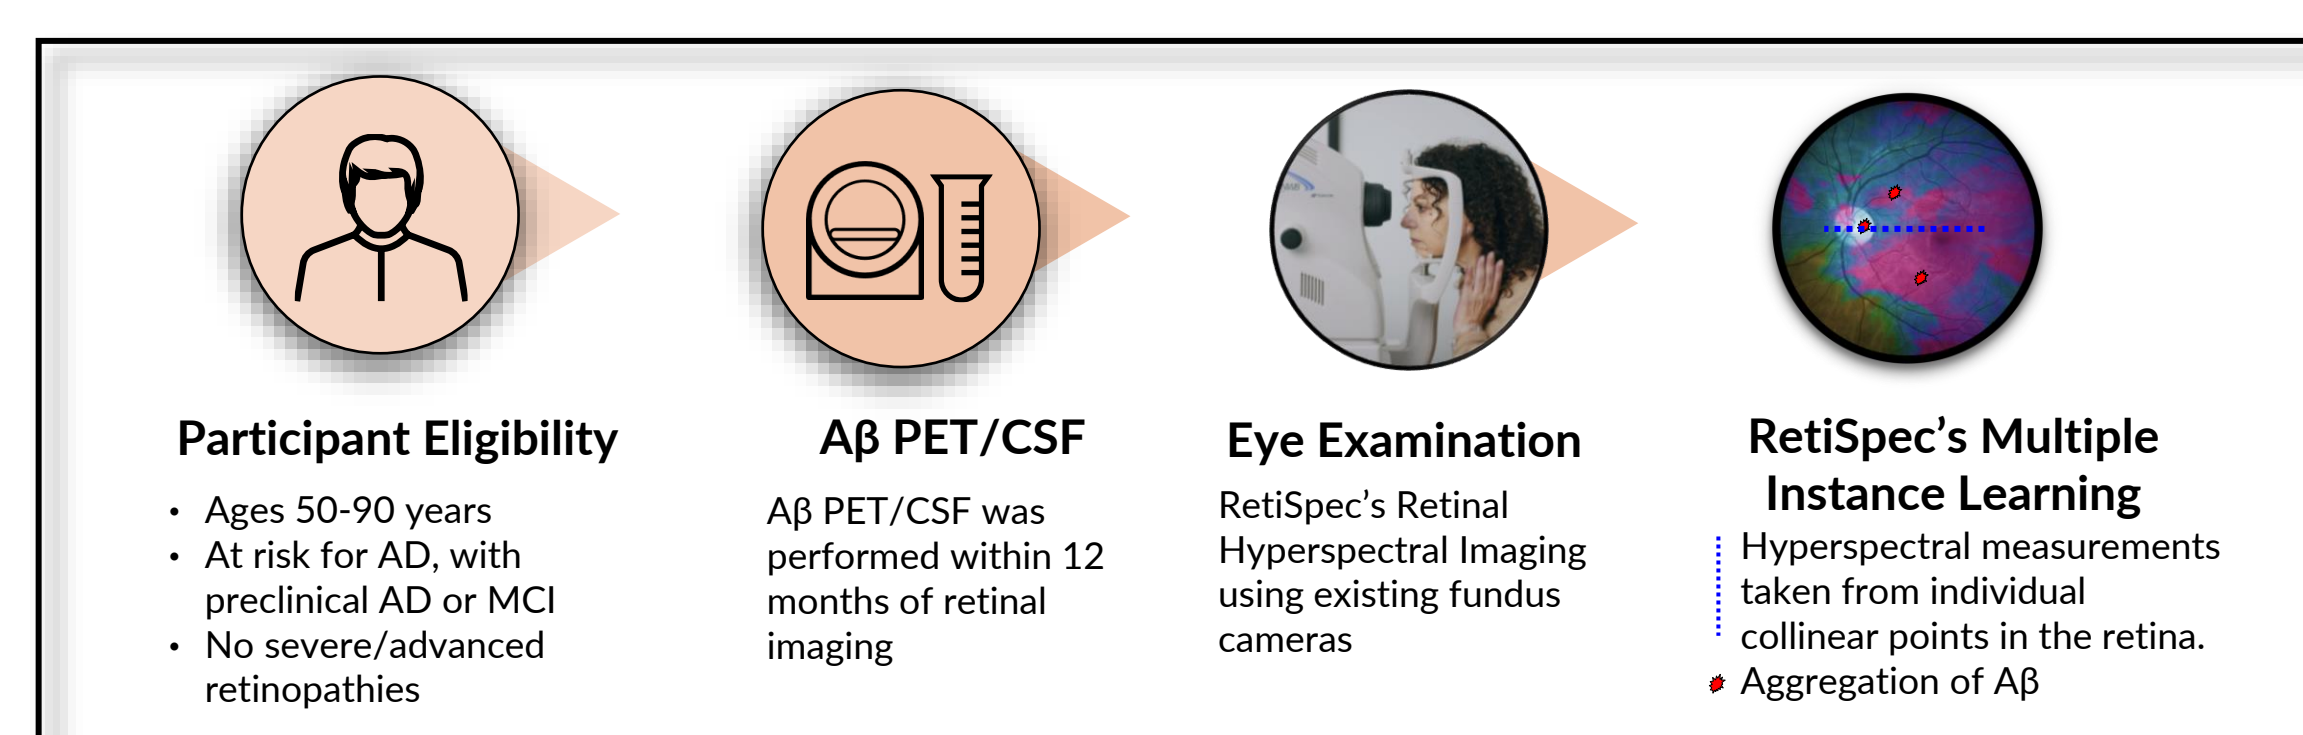 Participant Eligibility
• Ages 50-90 years
• At risk for AD, with
preclinical AD or MCI
• No severe/advanced
retinopathies
Aβ PET/CSF
Aβ PET/CSF was
performed within 12
months of retinal
imaging
Eye Examination
RetiSpec’s Retinal
Hyperspectral Imaging
using existing fundus
cameras
RetiSpec’s Multiple
Instance Learning
Hyperspectral measurements
taken from individual
collinear points in the retina.
Aggregation of Aβ